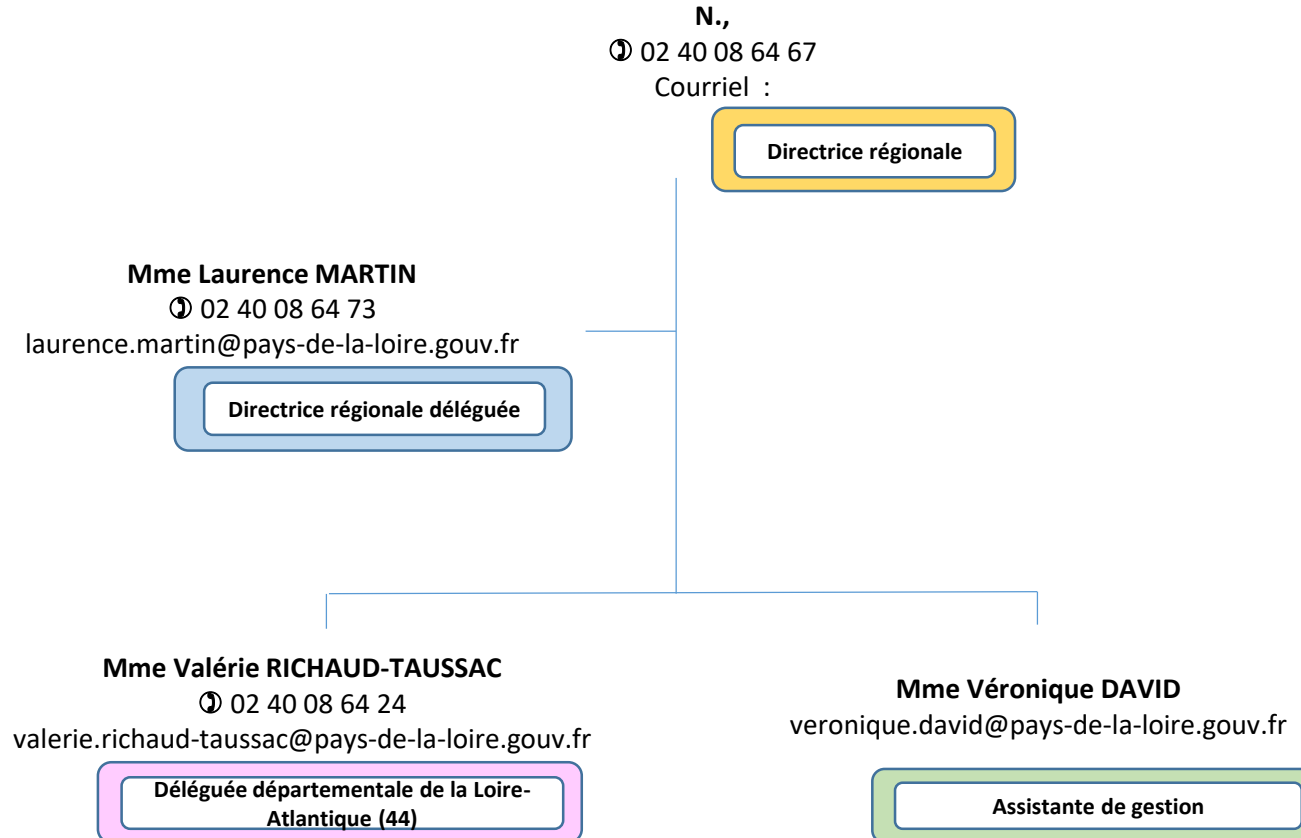 N.,
✆ 02 40 08 64 67
Courriel :
Directrice régionale
Mme Laurence MARTIN
✆ 02 40 08 64 73
laurence.martin@pays-de-la-loire.gouv.fr
Directrice régionale déléguée
Mme Valérie RICHAUD-TAUSSAC
✆ 02 40 08 64 24
valerie.richaud-taussac@pays-de-la-loire.gouv.fr
Déléguée départementale de la Loire-
Atlantique (44)
Mme Véronique DAVID
veronique.david@pays-de-la-loire.gouv.fr
Assistante de gestion